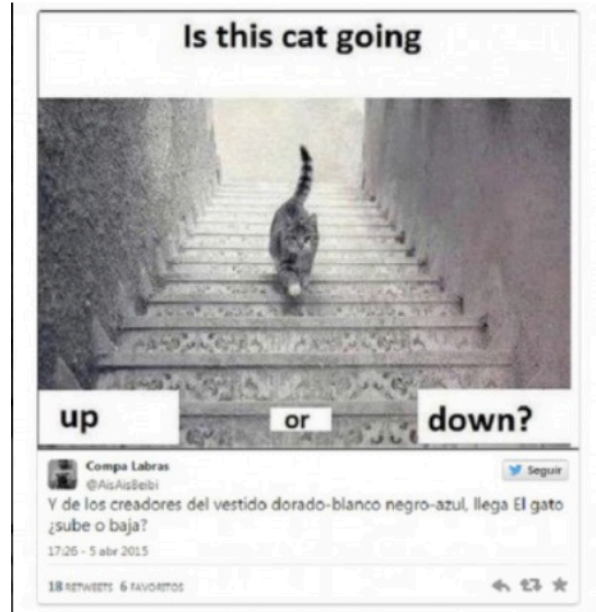 Is this cat going
up or down?
Compa Labras
Seguir
@AisAisBeibi
Y de los creadores del vestido dorado-blanco negro-azul, llega El gato
¿sube o baja?
17:26 - 5 abr 2015
18 RETWEETS 6 FAVORITOS